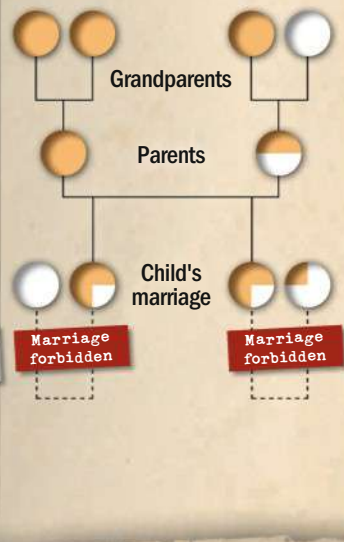 Grandparents
Parents
Child's
marriage
Marriage
forbidden
Marriage
forbidden